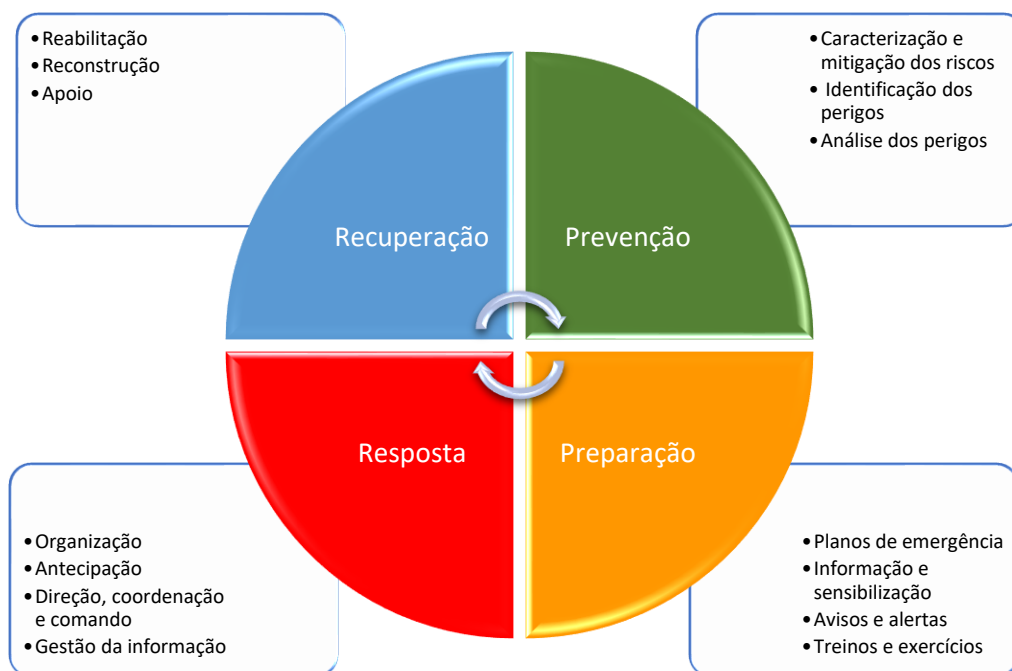 •Reabilitação
•Reconstrução
•Apoio
•Caracterização e
mitigação dos riscos
• Identificação dos
perigos
•Análise dos perigos
Recuperação
Prevenção
Resposta
Preparação
•Organização
•Antecipação
•Direção, coordenação
e comando
•Gestão da informação
•Planos de emergência
•Informação e
sensibilização
•Avisos e alertas
•Treinos e exercícios